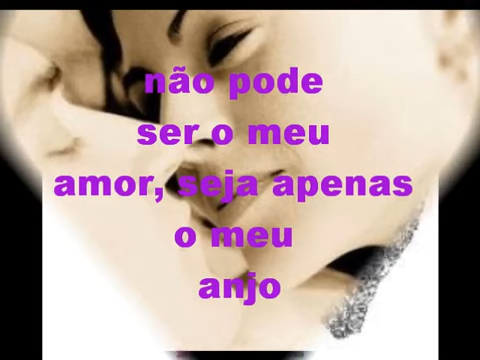 não pode
ser o meu
amor, seja apenas
o meu
anjo